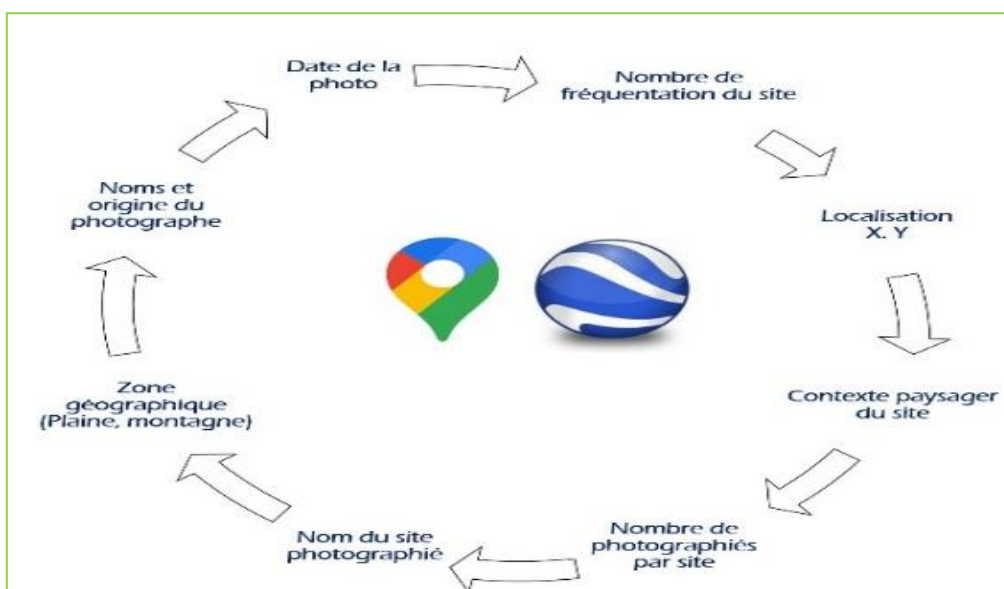 Date de la
photo
Nombre de
fréquentation du site
Localisation
X. Y
Contexte paysager
du site
Nombre de
photographiés
par site
Nom du site
photographié
Zone
géographique
(Plaine, montagne)
Noms et
origine du
photographe